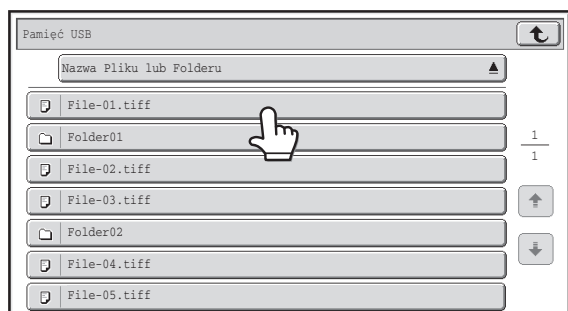 Pamięć USB
Nazwa Pliku lub Folderu
File-01.tiff
Folder01
File-02.tiff
File-03.tiff
Folder02
File-04.tiff
File-05.tiff
1
1